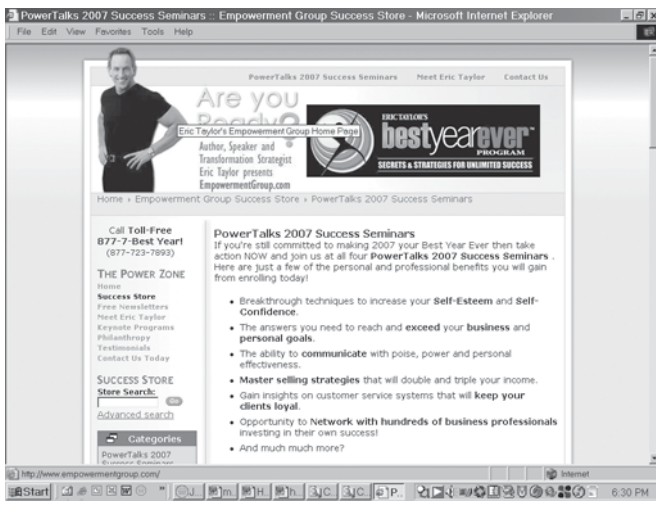 PowerTalks 2007 Success Seminars :: Empowerment Group Success Store - Microsoft Internet Explorer
File Edit View Favorites Tools Help
PowerTalks 2007 Success Seminars Meet Eric Taylor Contact Us
Are you
Ready?
Eric Taylor's Empowerment Group Home Page
Author, Speaker and
Transformation Strategist
Eric Taylor presents
EmpowermentGroup.com
ERIC TAYLOR'S
bestyearever
PROGRAM
SECRETS & STRATEGIES FOR UNLIMITED SUCCESS
Home › Empowerment Group Success Store › PowerTalks 2007 Success Seminars
Call Toll-Free
877-7-Best Year!
(877-723-7893)
THE POWER ZONE
Home
Success Store
Free Newsletters
Meet Eric Taylor
Keynote Programs
Philanthropy
Testimonials
Contact Us Today
SUCCESS STORE
Store Search:
Go
Advanced search
Categories
PowerTalks 2007
Success Seminars
PowerTalks 2007 Success Seminars
If you're still committed to making 2007 your Best Year Ever then take
action NOW and join us at all four PowerTalks 2007 Success Seminars .
Here are just a few of the personal and professional benefits you will gain
from enrolling today!
• Breakthrough techniques to increase your Self-Esteem and Self-
Confidence.
• The answers you need to reach and exceed your business and
personal goals.
• The ability to communicate with poise, power and personal
effectiveness.
• Master selling strategies that will double and triple your income.
• Gain insights on customer service systems that will keep your
clients loyal.
• Opportunity to Network with hundreds of business professionals
investing in their own success!
• And much much more?
http://www.empowermentgroup.com/ Internet
Start J... m... H... h... JC... JC... P... 6:30 PM